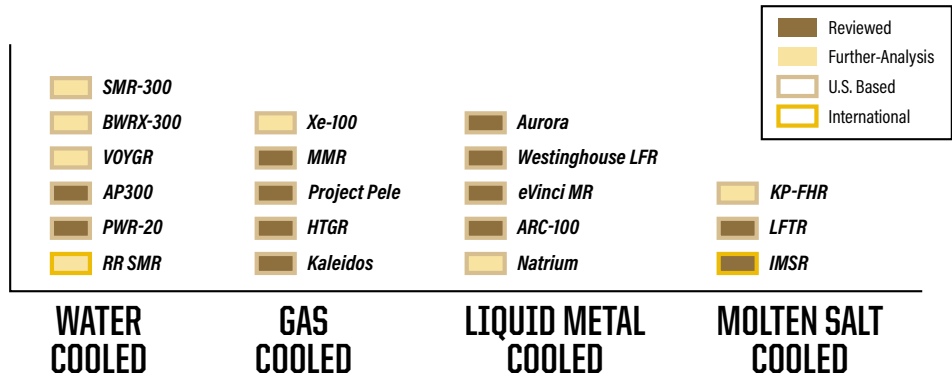 Reviewed
Further-Analysis
U.S. Based
International
SMR-300
BWRX-300
VOYGR
AP300
PWR-20
RR SMR
WATER
COOLED
Xe-100
MMR
Project Pele
HTGR
Kaleidos
GAS
COOLED
Aurora
Westinghouse LFR
eVinci MR
ARC-100
Natrium
LIQUID METAL
COOLED
KP-FHR
LFTR
IMSR
MOLTEN SALT
COOLED